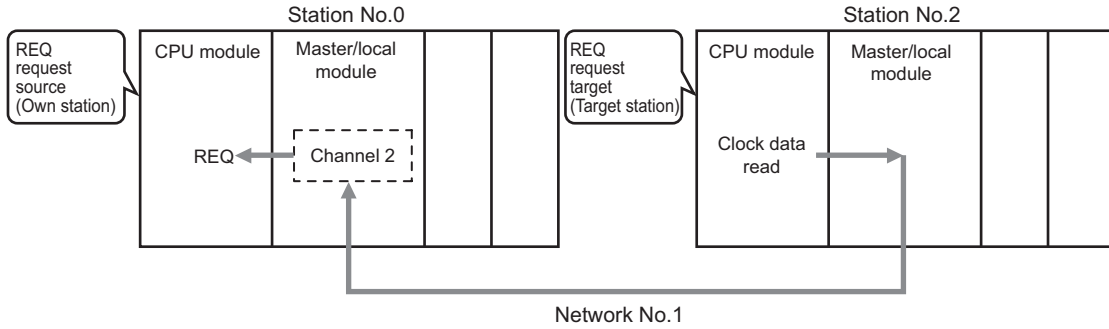 Station No.0
Station No.2
REQ
request
source
(Own station)
CPU module
Master/local
module
REQ
request
target
(Target station)
CPU module
Master/local
module
REQ
Channel 2
Clock data
read
Network No.1